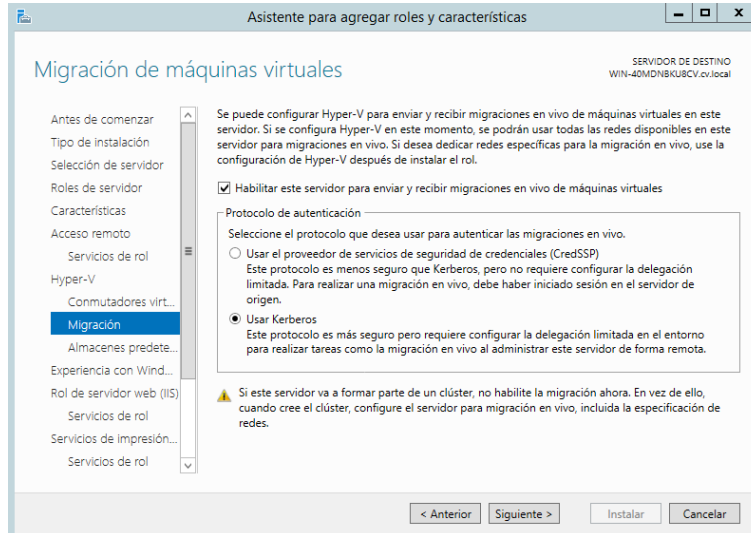 Asistente para agregar roles y características
Migración de máquinas virtuales
SERVIDOR DE DESTINO
WIN-40MDNBKU8CV.cv.local
Antes de comenzar
Tipo de instalación
Selección de servidor
Roles de servidor
Características
Acceso remoto
Servicios de rol
Hyper-V
Conmutadores virt...
Migración
Almacenes predete...
Experiencia con Wind...
Rol de servidor web (IIS)
Servicios de rol
Servicios de impresión...
Servicios de rol
Se puede configurar Hyper-V para enviar y recibir migraciones en vivo de máquinas virtuales en este
servidor. Si se configura Hyper-V en este momento, se podrán usar todas las redes disponibles en este
servidor para migraciones en vivo. Si desea dedicar redes específicas para la migración en vivo, use la
configuración de Hyper-V después de instalar el rol.
Habilitar este servidor para enviar y recibir migraciones en vivo de máquinas virtuales
Protocolo de autenticación
Seleccione el protocolo que desea usar para autenticar las migraciones en vivo.
Usar el proveedor de servicios de seguridad de credenciales (CredSSP)
Este protocolo es menos seguro que Kerberos, pero no requiere configurar la delegación
limitada. Para realizar una migración en vivo, debe haber iniciado sesión en el servidor de
origen.
Usar Kerberos
Este protocolo es más seguro pero requiere configurar la delegación limitada en el entorno
para realizar tareas como la migración en vivo al administrar este servidor de forma remota.
Si este servidor va a formar parte de un clúster, no habilite la migración ahora. En vez de ello,
cuando cree el clúster, configure el servidor para migración en vivo, incluida la especificación de
redes.
< Anterior
Siguiente >
Instalar
Cancelar